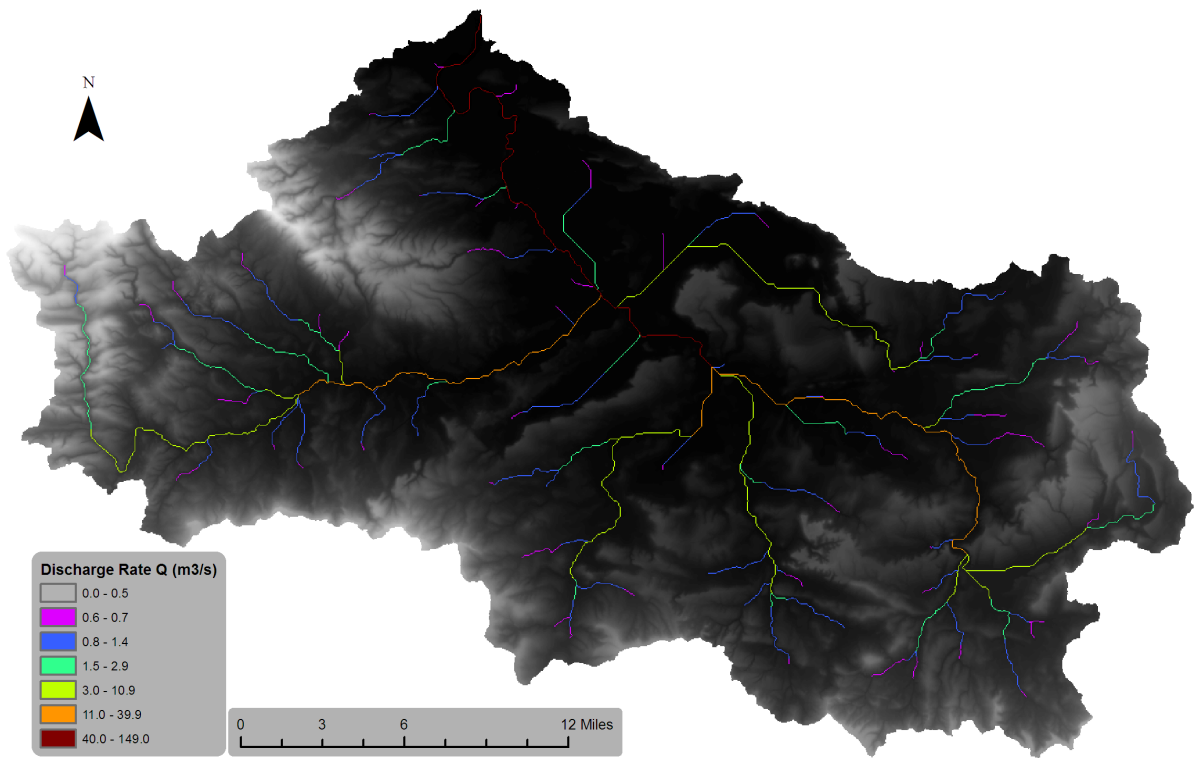 N
Discharge Rate Q (m3/s)
0.0 - 0.5
0.6 - 0.7
0.8 - 1.4
1.5 - 2.9
3.0 - 10.9
11.0 - 39.9
40.0 - 149.0
0 3 6 12 Miles